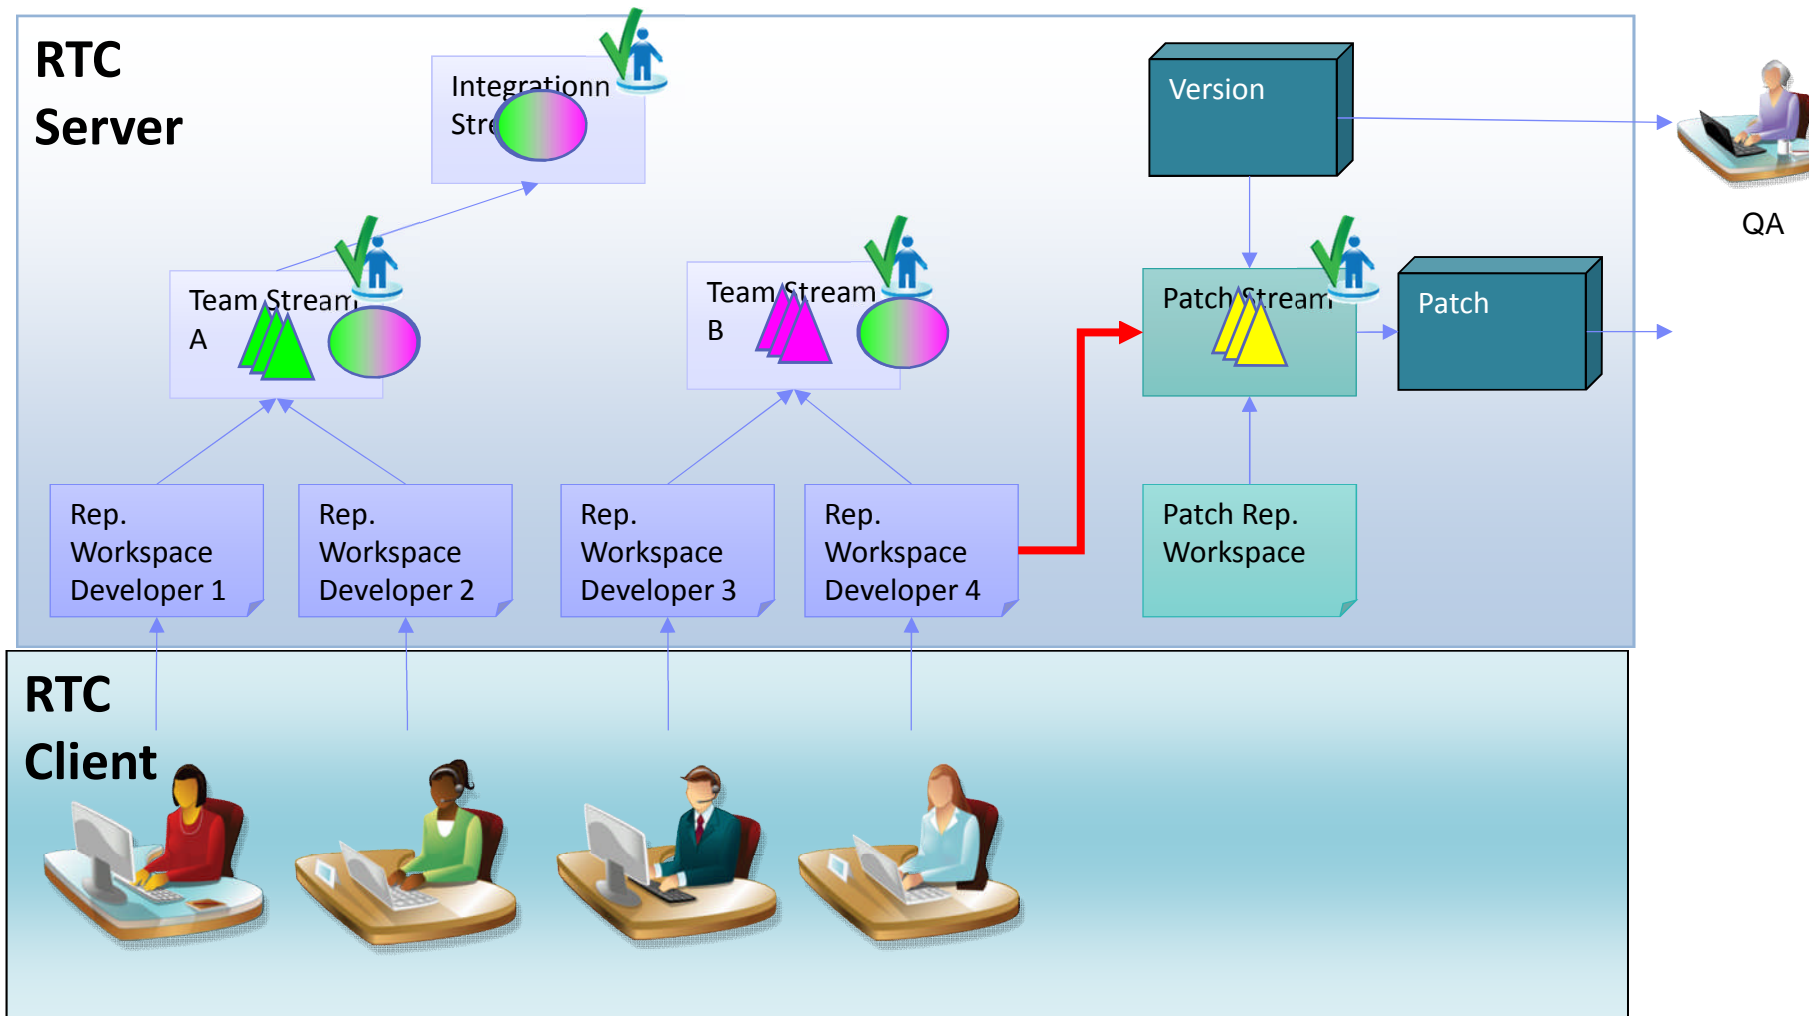 RTC
Server
Integrationn
Stre
Version
QA
Team Stream
A
Team Stream
B
Patch Stream
Patch
Rep.
Workspace
Developer 1
Rep.
Workspace
Developer 2
Rep.
Workspace
Developer 3
Rep.
Workspace
Developer 4
Patch Rep.
Workspace
RTC
Client